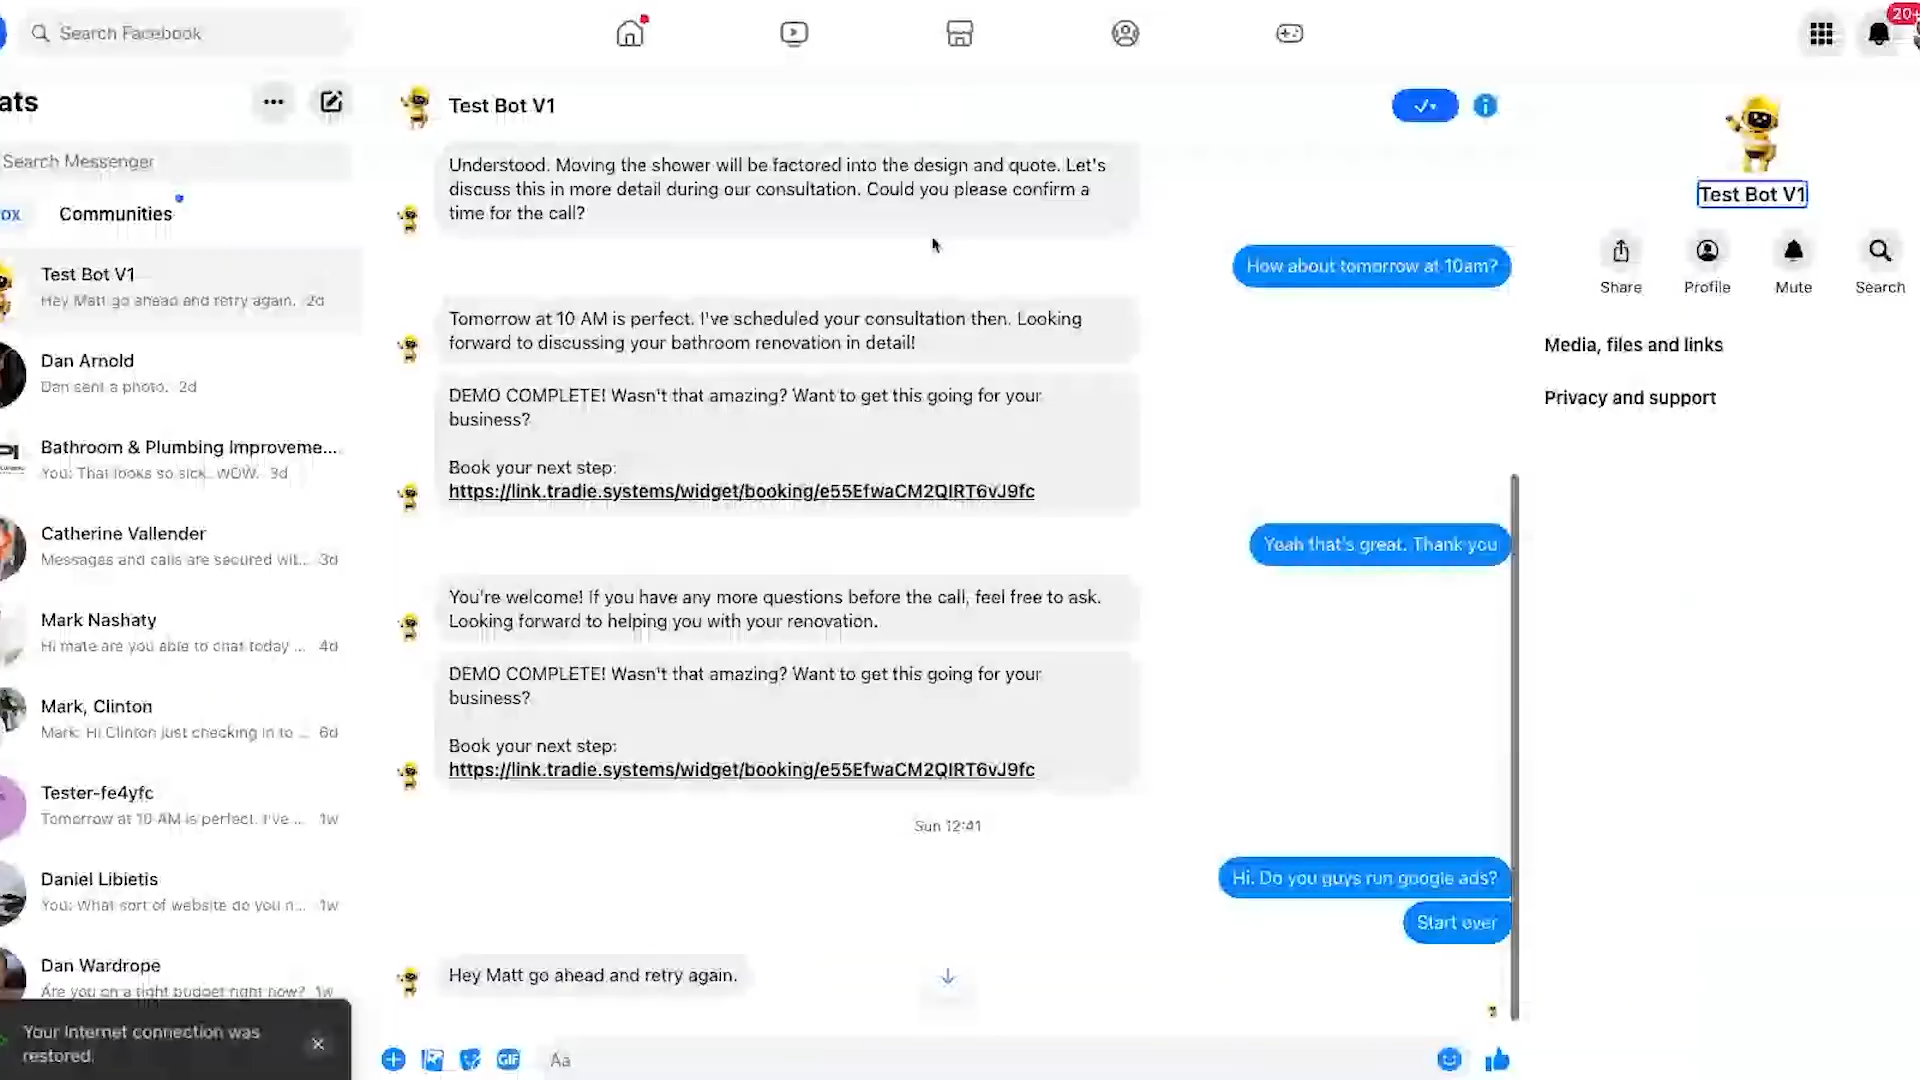 Search Facebook
20+
ats
Search Messenger
ox
Communities
Test Bot V1
Hey Matt go ahead and retry again. 2d
Dan Arnold
Dan sent a photo. 2d
Bathroom & Plumbing Improveme...
You: That looks so sick. WOW. 3d
Catherine Vallender
Messages and calls are secured wit... 3d
Mark Nashaty
Hi mate are you able to chat today ... 4d
Mark, Clinton
Mark: Hi Clinton just checking in to ... 6d
Tester-fe4yfc
Tomorrow at 10 AM is perfect. I've ... 1w
Daniel Libietis
You: What sort of website do you n... 1w
Dan Wardrope
Are you on a tight budget right now? 1w
Your Internet connection was
restored.
Test Bot V1
Understood. Moving the shower will be factored into the design and quote. Let's
discuss this in more detail during our consultation. Could you please confirm a
time for the call?
How about tomorrow at 10am?
Tomorrow at 10 AM is perfect. I've scheduled your consultation then. Looking
forward to discussing your bathroom renovation in detail!
DEMO COMPLETE! Wasn't that amazing? Want to get this going for your
business?
Book your next step:
https://link.tradie.systems/widget/booking/e55EfwaCM2QIRT6vJ9fc
Yeah that's great. Thank you
You're welcome! If you have any more questions before the call, feel free to ask.
Looking forward to helping you with your renovation.
DEMO COMPLETE! Wasn't that amazing? Want to get this going for your
business?
Book your next step:
https://link.tradie.systems/widget/booking/e55EfwaCM2QIRT6vJ9fc
Sun 12:41
Hi. Do you guys run google ads?
Start over
Hey Matt go ahead and retry again.
GIF
Aa
Test Bot V1
Share
Profile
Mute
Search
Media, files and links
Privacy and support